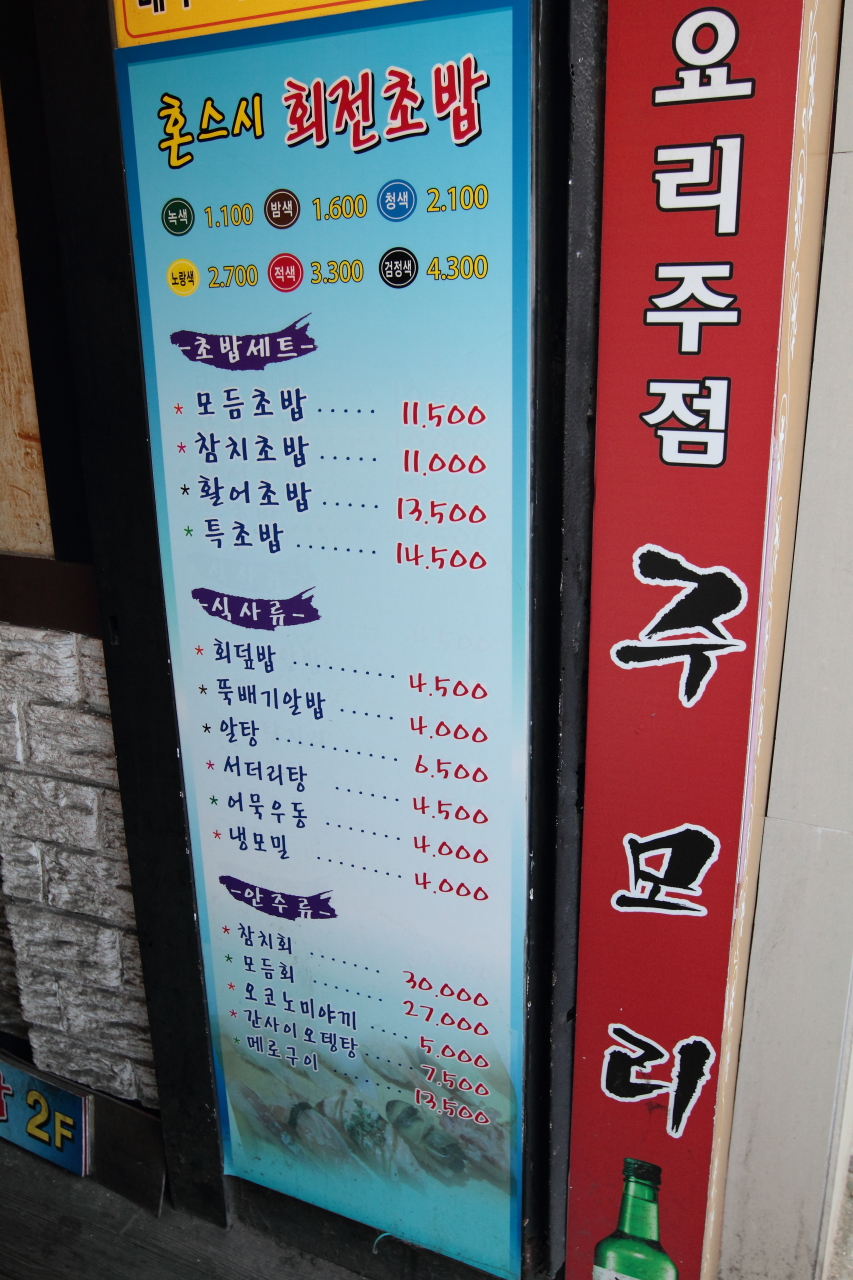 혼스시 회전초밥
녹색 1.100 밤색 1.600 청색 2.100
노랑색 2.700 적색 3.300 검정색 4.300
-초밥세트-
* 모듬초밥 ····· 11.500
* 참치초밥 ····· 11.000
* 활어초밥 ····· 13.500
* 특초밥 ······· 14.500
-식사류-
* 회덮밥 ········· 4.500
* 뚝배기알밥 ····· 4.000
* 알탕 ··········· 6.500
* 서더리탕 ······ 4.500
* 어묵우동 ······· 4.000
* 냉모밀 ········ 4.000
-안주류-
* 참치회 ······· 30.000
* 모듬회 ······· 27.000
* 오코노미야끼 ···· 5.000
* 간사이오뎅탕 ····· 7.500
* 메로구이 ······· 13.500
요리주점
주모리
2F